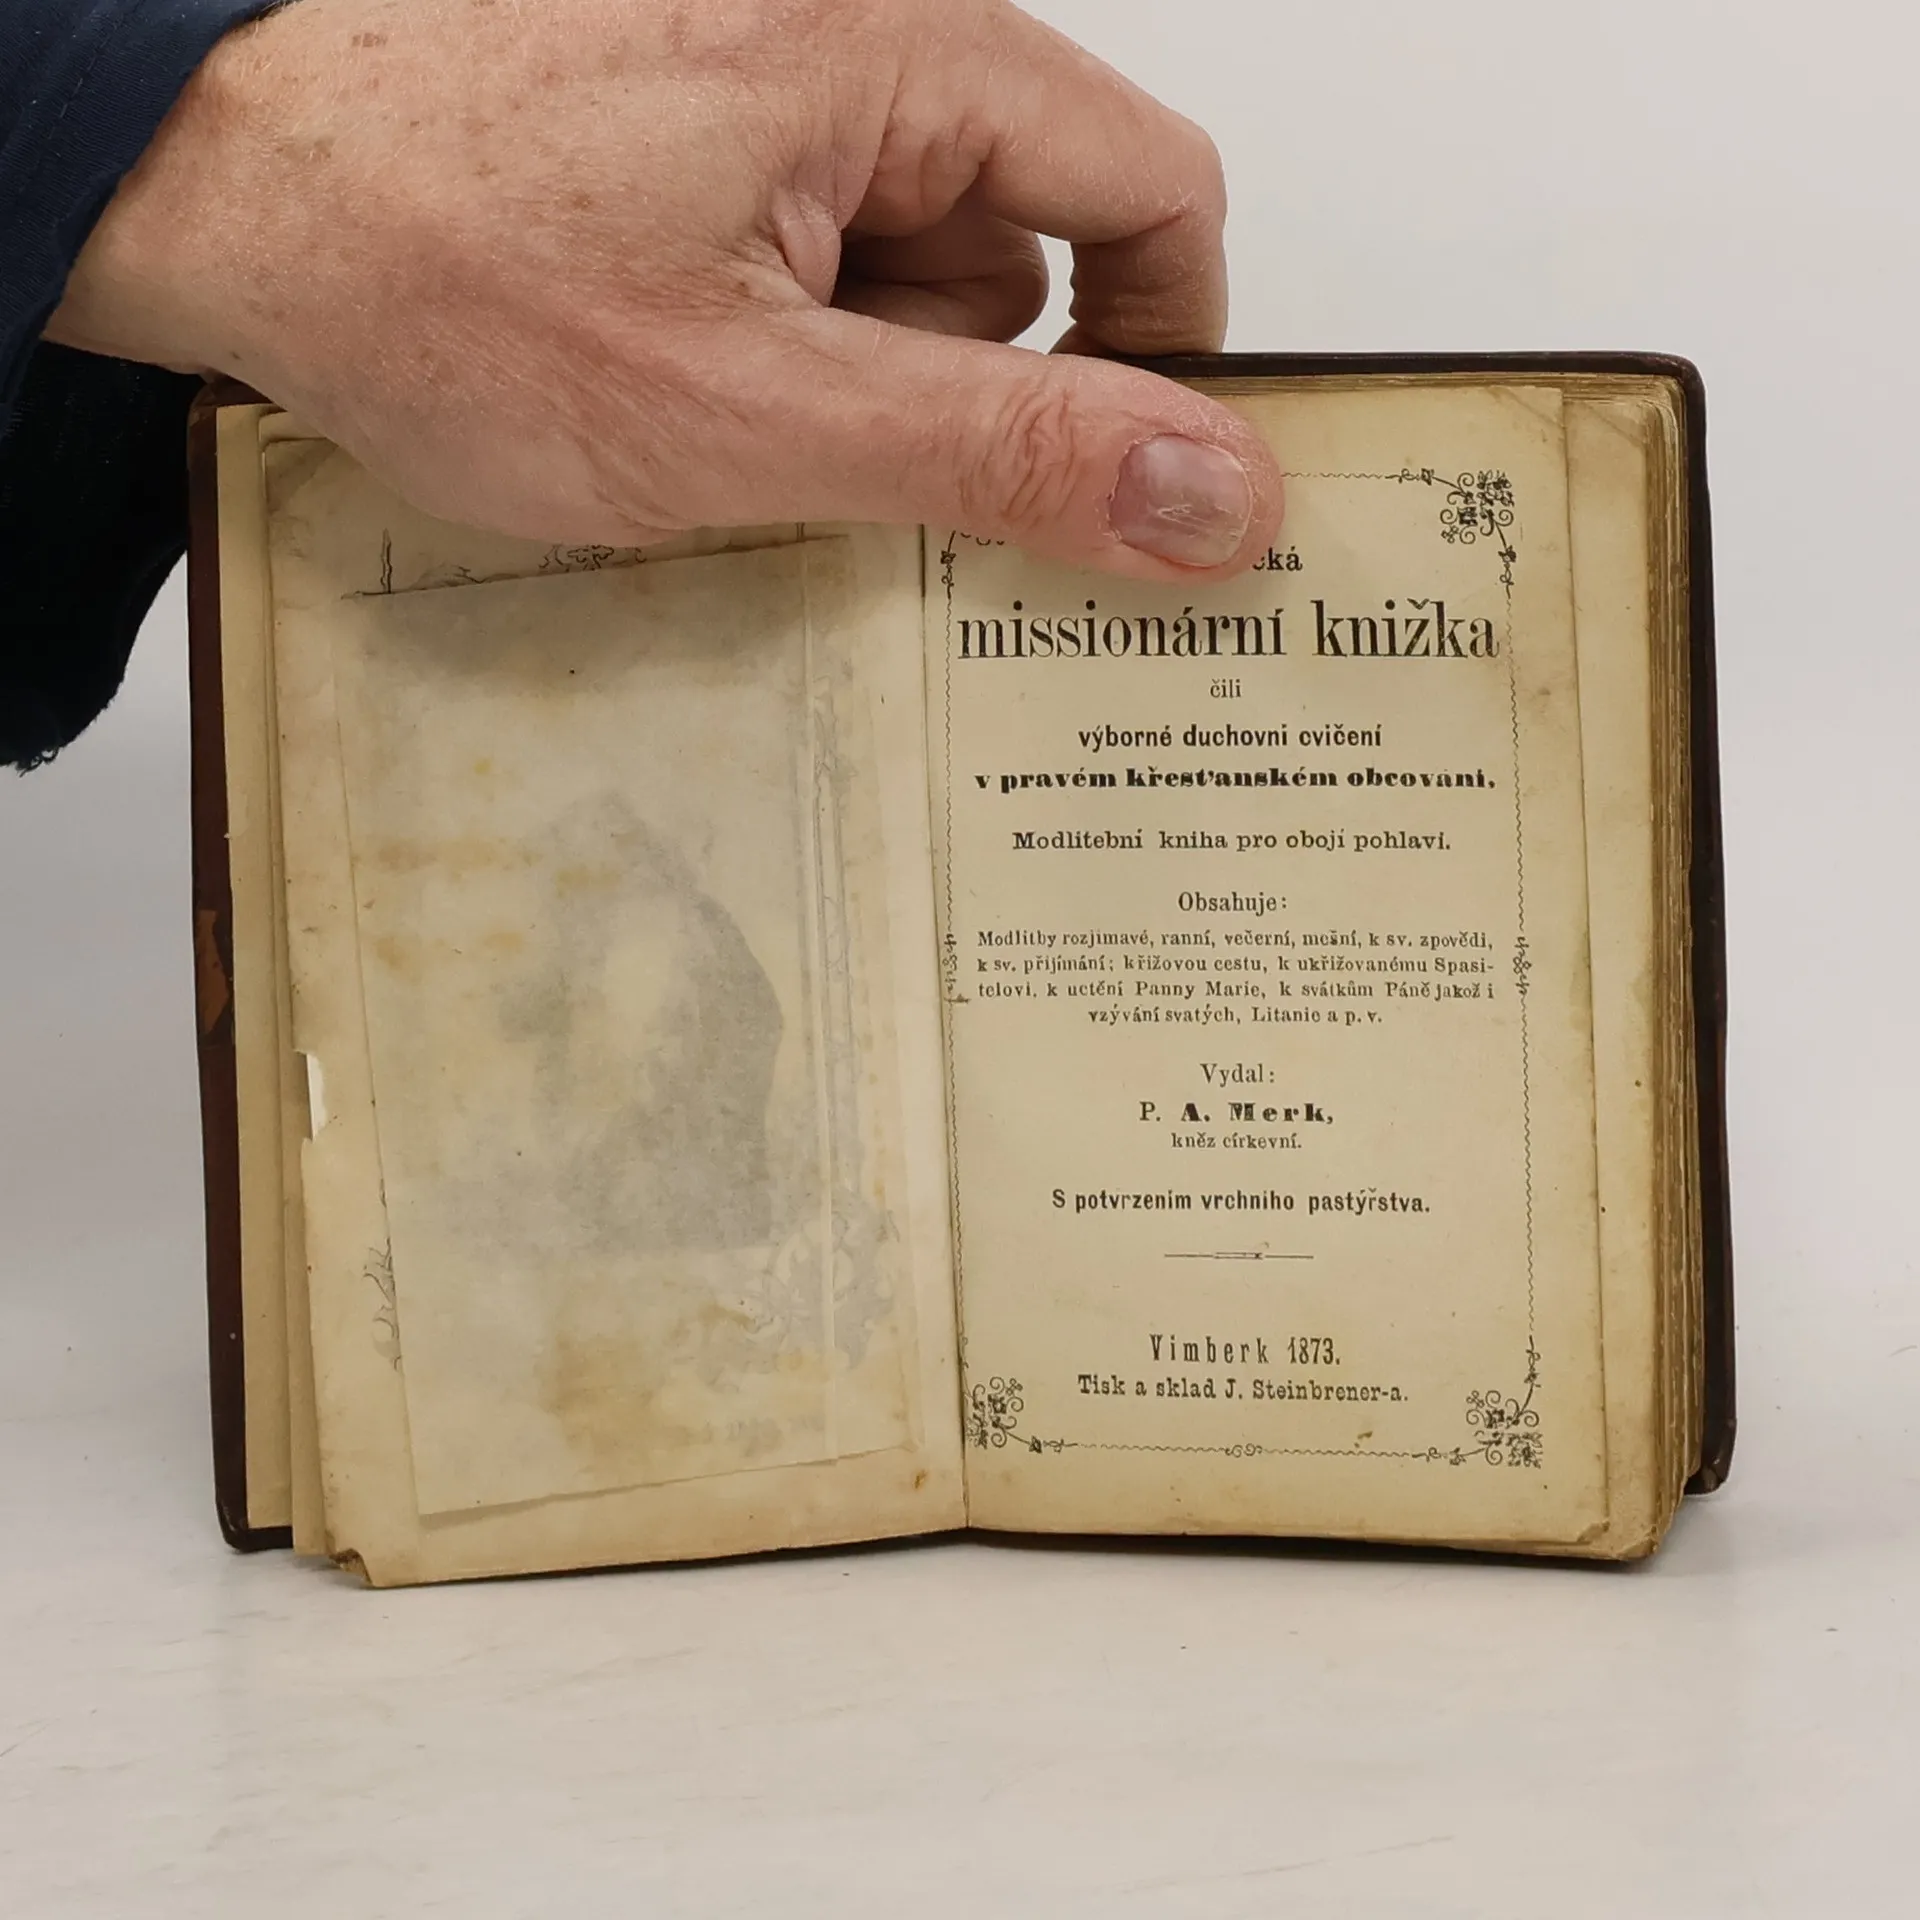 missionární knižka
čili
výborné duchovni cvičení
v pravém křesťanském obcováni.
Modlitební kniha pro obojí pohlaví.
Obsahuje:
Modlitby rozjímavé, ranní, večerní, mešní, k sv. zpovědi,
k sv. přijímání; křížovou cestu, k ukřižovanému Spasi-
telovi, k uctění Panny Marie, k svátkům Páně jakož i
vzývání svatých, Litanie a p. v.
Vydal:
P. A. Merk,
kněz církevní.
S potvrzením vrchního pastýřstva.
Vimberk 1873.
Tisk a sklad J. Steinbrener-a.